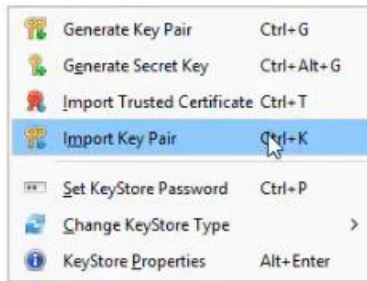 Generate Key Pair Ctrl+G
Generate Secret Key Ctrl+Alt+G
Import Trusted Certificate Ctrl+T
Import Key Pair Ctrl+K
Set KeyStore Password Ctrl+P
Change KeyStore Type >
KeyStore Properties Alt+Enter